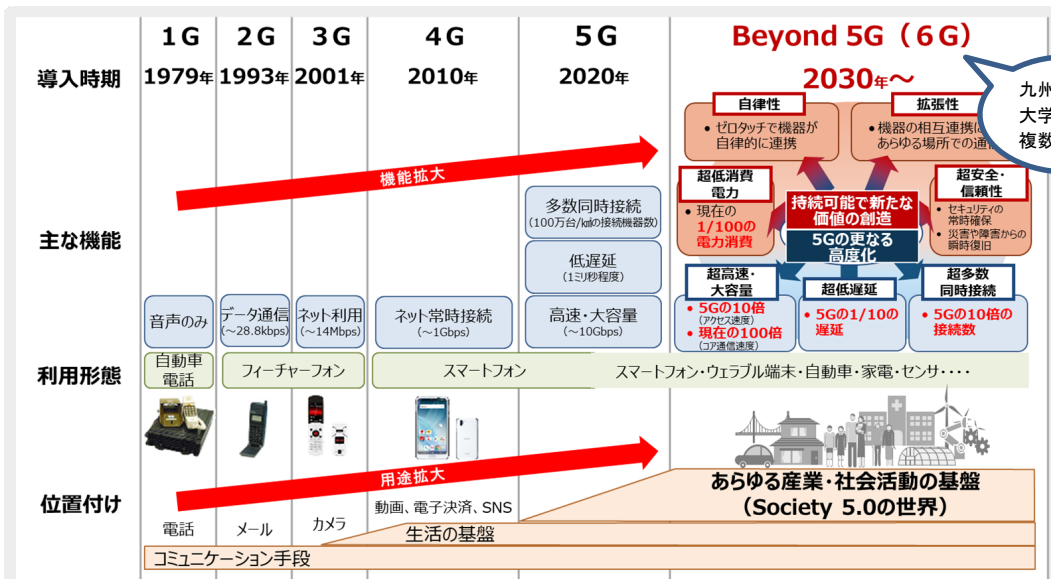 1G
2G
3G
4G
5G
Beyond 5G（6G）
導入時期
1979年
1993年
2001年
2010年
2020年
2030年～
九州
大学
複数
主な機能
機能拡大
音声のみ
データ通信
(～28.8kbps)
ネット利用
(～14Mbps)
ネット常時接続
(～1Gbps)
多数同時接続
(100万台/k㎡の接続機器数)
低遅延
(1ミリ秒程度)
高速・大容量
(～10Gbps)
自律性
• ゼロタッチで機器が
自律的に連携
拡張性
• 機器の相互連携に
あらゆる場所での通
超低消費
電力
• 現在の
1/100の
電力消費
持続可能で新たな
価値の創造
5Gの更なる
高度化
超安全・
信頼性
• セキュリティの
常時確保
• 災害や障害からの
瞬時復旧
超高速・
大容量
• 5Gの10倍
(アクセス速度)
• 現在の100倍
(コア通信速度)
超低遅延
• 5Gの1/10の
遅延
超多数
同時接続
• 5Gの10倍の
接続数
利用形態
自動車
電話
フィーチャーフォン
スマートフォン
スマートフォン・ウェラブル端末・自動車・家電・センサ・・・・
位置付け
用途拡大
電話
メール
カメラ
動画、電子決済、SNS
あらゆる産業・社会活動の基盤
（Society 5.0の世界）
生活の基盤
コミュニケーション手段